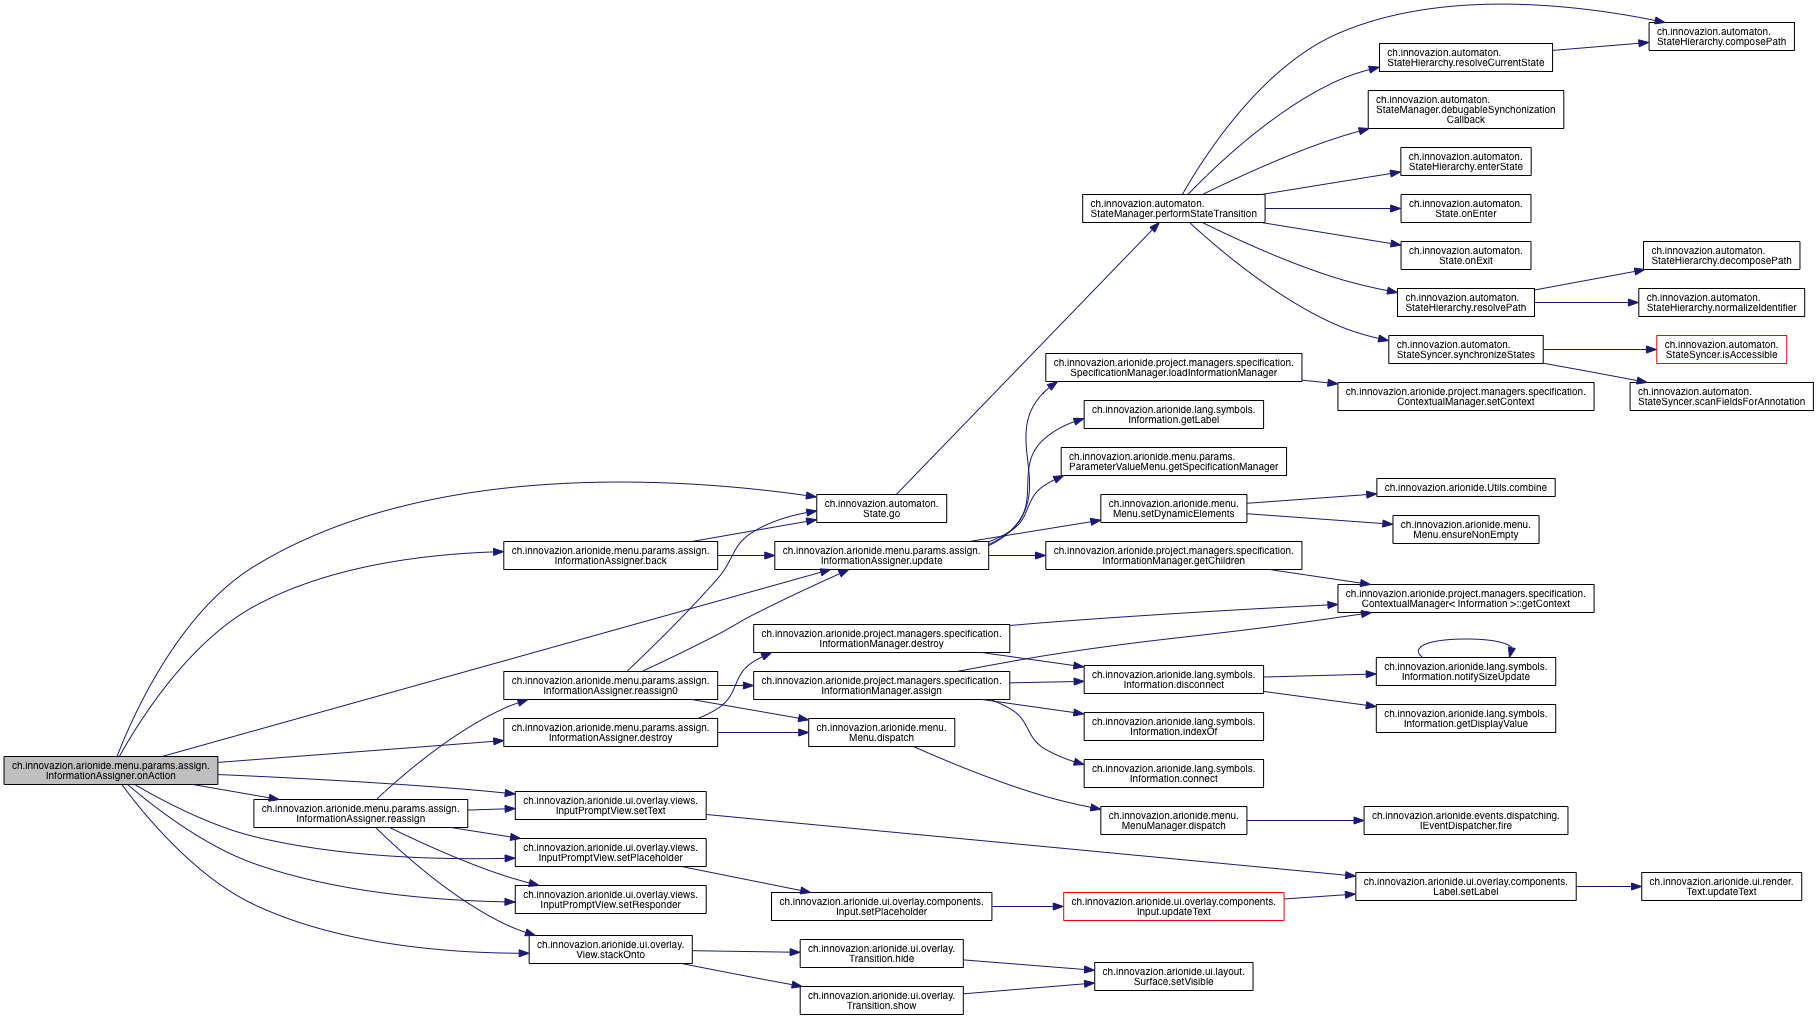 ch.innovazion.arionide.menu.params.assign.
InformationAssigner.onAction
ch.innovazion.arionide.menu.params.assign.
InformationAssigner.reassign
ch.innovazion.arionide.menu.params.assign.
InformationAssigner.back
ch.innovazion.arionide.menu.params.assign.
InformationAssigner.reassign0
ch.innovazion.arionide.menu.params.assign.
InformationAssigner.destroy
ch.innovazion.arionide.ui.overlay.views.
InputPromptView.setText
ch.innovazion.arionide.ui.overlay.views.
InputPromptView.setPlaceholder
ch.innovazion.arionide.ui.overlay.views.
InputPromptView.setResponder
ch.innovazion.arionide.ui.overlay.
View.stackOnto
ch.innovazion.automaton.
State.go
ch.innovazion.arionide.menu.params.assign.
InformationAssigner.update
ch.innovazion.arionide.project.managers.specification.
InformationManager.destroy
ch.innovazion.arionide.project.managers.specification.
InformationManager.assign
ch.innovazion.arionide.menu.
Menu.dispatch
ch.innovazion.arionide.ui.overlay.components.
Input.setPlaceholder
ch.innovazion.arionide.ui.overlay.
Transition.hide
ch.innovazion.arionide.ui.overlay.
Transition.show
ch.innovazion.automaton.
StateManager.performStateTransition
ch.innovazion.arionide.project.managers.specification.
SpecificationManager.loadInformationManager
ch.innovazion.arionide.lang.symbols.
Information.getLabel
ch.innovazion.arionide.menu.params.
ParameterValueMenu.getSpecificationManager
ch.innovazion.arionide.menu.
Menu.setDynamicElements
ch.innovazion.arionide.project.managers.specification.
InformationManager.getChildren
ch.innovazion.arionide.lang.symbols.
Information.disconnect
ch.innovazion.arionide.lang.symbols.
Information.indexOf
ch.innovazion.arionide.lang.symbols.
Information.connect
ch.innovazion.arionide.menu.
MenuManager.dispatch
ch.innovazion.arionide.ui.overlay.components.
Input.updateText
ch.innovazion.arionide.ui.layout.
Surface.setVisible
ch.innovazion.automaton.
StateHierarchy.resolveCurrentState
ch.innovazion.automaton.
StateManager.debugableSynchonization
Callback
ch.innovazion.automaton.
StateHierarchy.enterState
ch.innovazion.automaton.
State.onEnter
ch.innovazion.automaton.
State.onExit
ch.innovazion.automaton.
StateHierarchy.resolvePath
ch.innovazion.automaton.
StateSyncer.synchronizeStates
ch.innovazion.arionide.project.managers.specification.
ContextualManager.setContext
ch.innovazion.arionide.Utils.combine
ch.innovazion.arionide.menu.
Menu.ensureNonEmpty
ch.innovazion.arionide.project.managers.specification.
ContextualManager< Information >::getContext
ch.innovazion.arionide.lang.symbols.
Information.notifySizeUpdate
ch.innovazion.arionide.lang.symbols.
Information.getDisplayValue
ch.innovazion.arionide.events.dispatching.
IEventDispatcher.fire
ch.innovazion.arionide.ui.overlay.components.
Label.setLabel
ch.innovazion.automaton.
StateHierarchy.composePath
ch.innovazion.automaton.
StateHierarchy.decomposePath
ch.innovazion.automaton.
StateHierarchy.normalizeIdentifier
ch.innovazion.automaton.
StateSyncer.isAccessible
ch.innovazion.automaton.
StateSyncer.scanFieldsForAnnotation
ch.innovazion.arionide.ui.render.
Text.updateText